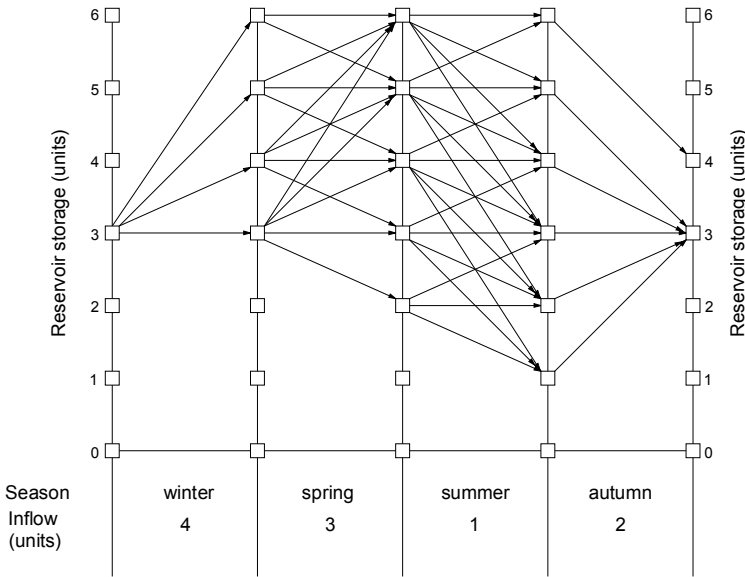 6
5
4
3
2
1
0
Reservoir storage (units)
6
5
4
3
2
1
0
Reservoir storage (units)
Season winter spring summer autumn
Inflow
(units) 4 3 1 2